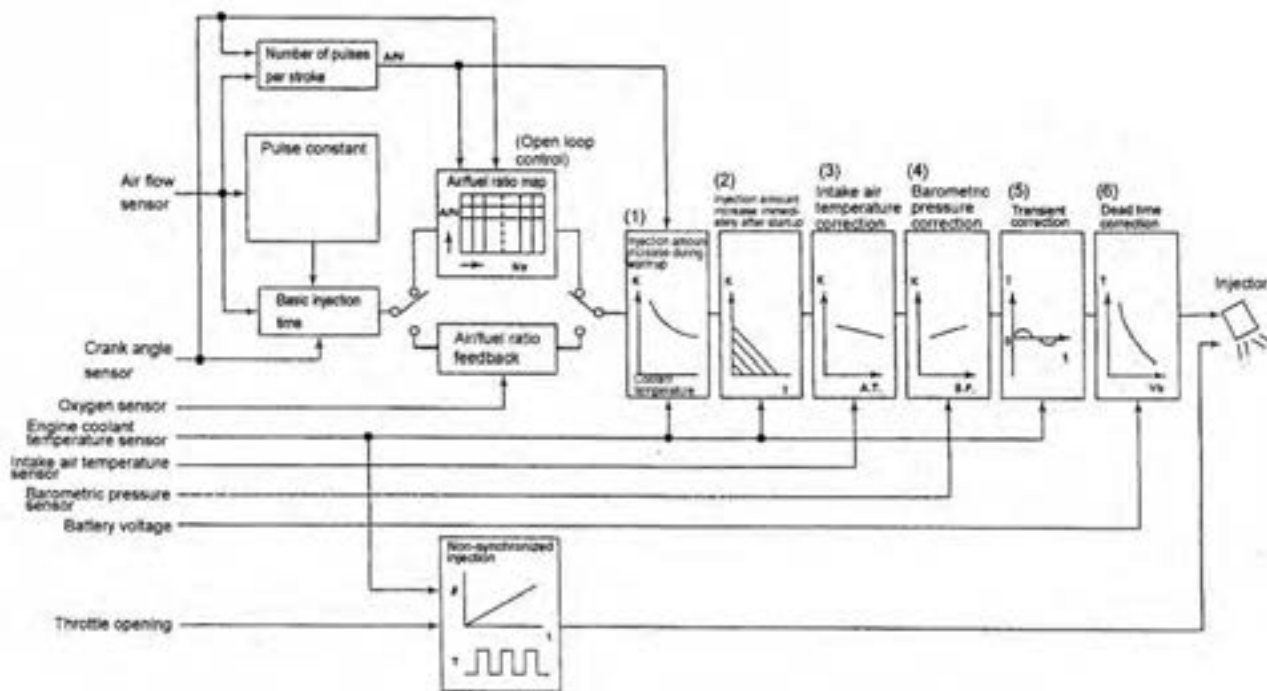 Number of pulses
per stroke
A/N
Pulse constant
(Open loop
control)
Air/fuel ratio map
A/N
Ne
Air flow
sensor
Basic injection
time
Air/fuel ratio
feedback
Crank angle
sensor
Oxygen sensor
Engine coolant
temperature sensor
Intake air temperature
sensor
Barometric pressure
sensor
Battery voltage
Throttle opening
(1)
Injection amount
increase during
warmup
K
Coolant
temperature
(2)
Injection amount
increase immedi-
atery after startup
K
t
(3)
Intake air
temperature
correction
K
A.T.
(4)
Barometric
pressure
correction
K
B.P.
(5)
Transient
correction
T
0
t
(6)
Dead time
correction
T
Vb
Injector
Non-synchronized
injection
t
T